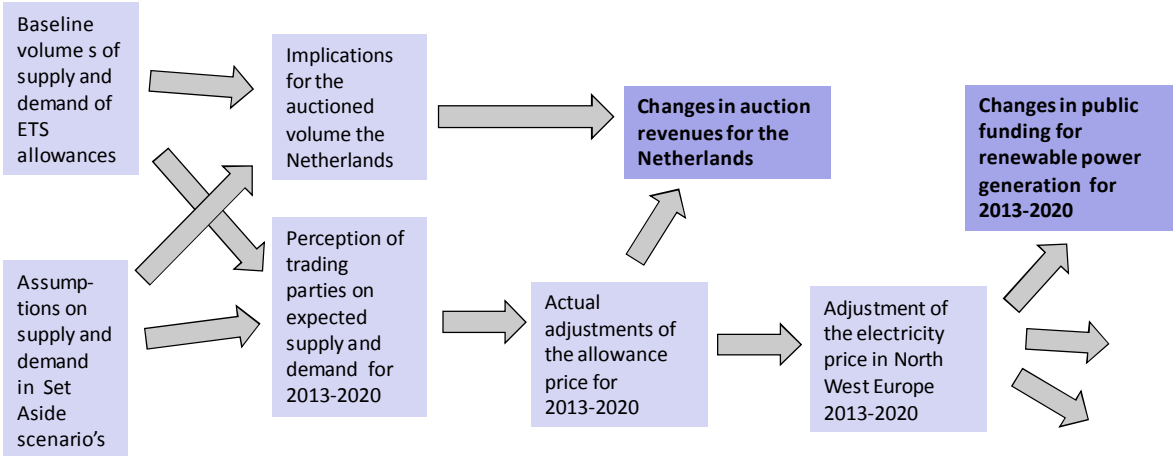 Baseline
volume s of
supply and
demand of
ETS
allowances
Implications
for the
auctioned
volume the
Netherlands
Changes in auction
revenues for the
Netherlands
Changes in public
funding for
renewable power
generation for
2013-2020
Assump-
tions on
supply and
demand
in Set
Aside
scenario's
Perception of
trading
parties on
expected
supply and
demand for
2013-2020
Actual
adjustments of
the allowance
price for
2013-2020
Adjustment of
the electricity
price in North
West Europe
2013-2020